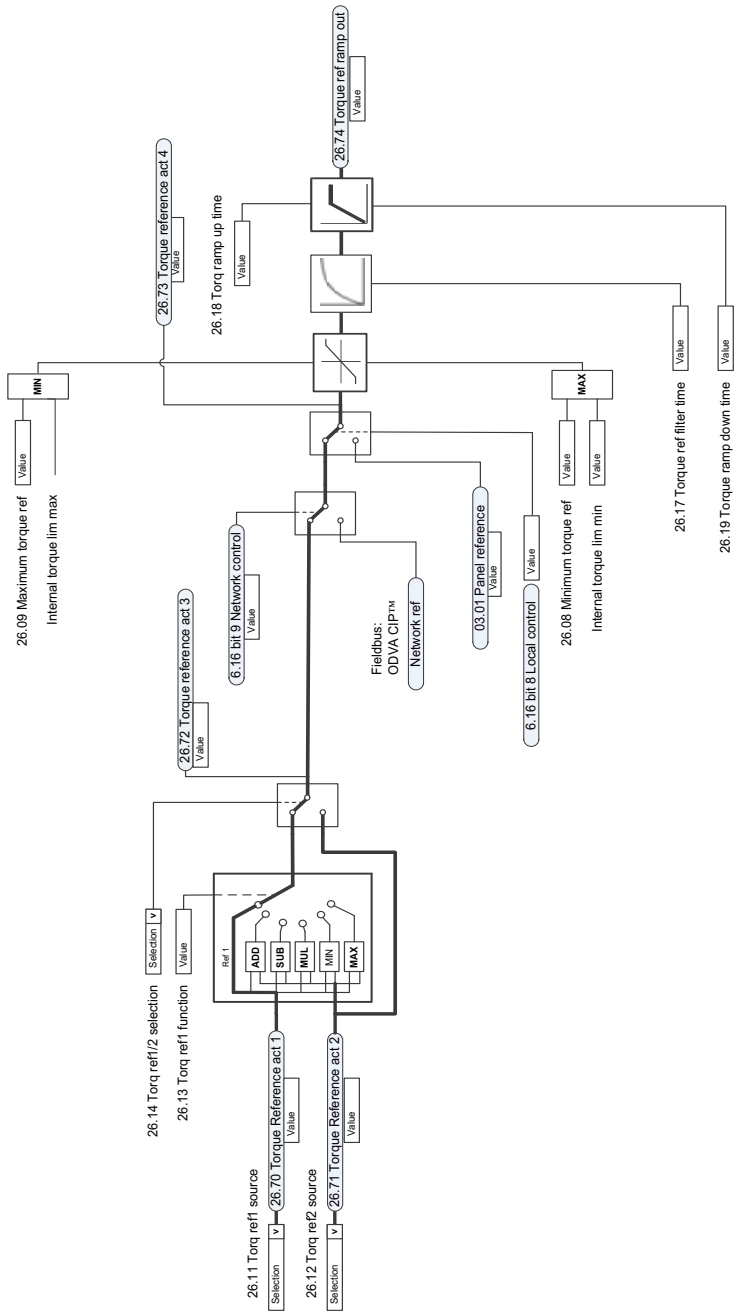 26.14 Torq ref1/2 selection
Selection v
26.13 Torq ref1 function
Value
26.11 Torq ref1 source
Selection v
26.70 Torque Reference act 1
Value
26.12 Torq ref2 source
Selection v
26.71 Torque Reference act 2
Value
Ref 1
ADD
SUB
MUL
MIN
MAX
26.72 Torque reference act 3
Value
6.16 bit 9 Network control
Value
Fieldbus:
ODVA CIP™
Network ref
03.01 Panel reference
Value
6.16 bit 8 Local control
Value
26.09 Maximum torque ref
Value
Internal torque lim max
MIN
26.73 Torque reference act 4
Value
26.08 Minimum torque ref
Value
Internal torque lim min
Value
MAX
26.18 Torq ramp up time
Value
26.17 Torque ref filter time
Value
26.19 Torque ramp down time
Value
26.74 Torque ref ramp out
Value